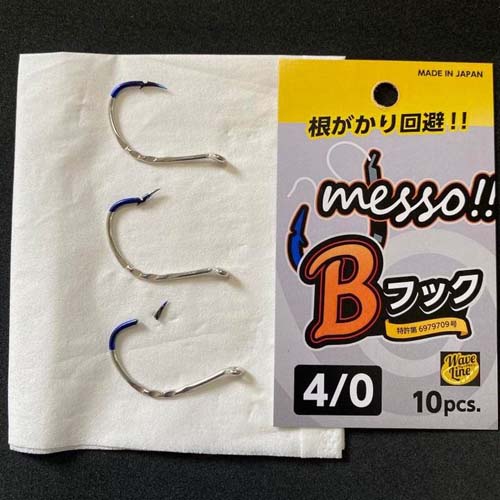 MADE IN JAPAN
根がかり回避!!
messo!!
Bフック
特許第6979709号
Wave Line
4/0
10pcs.